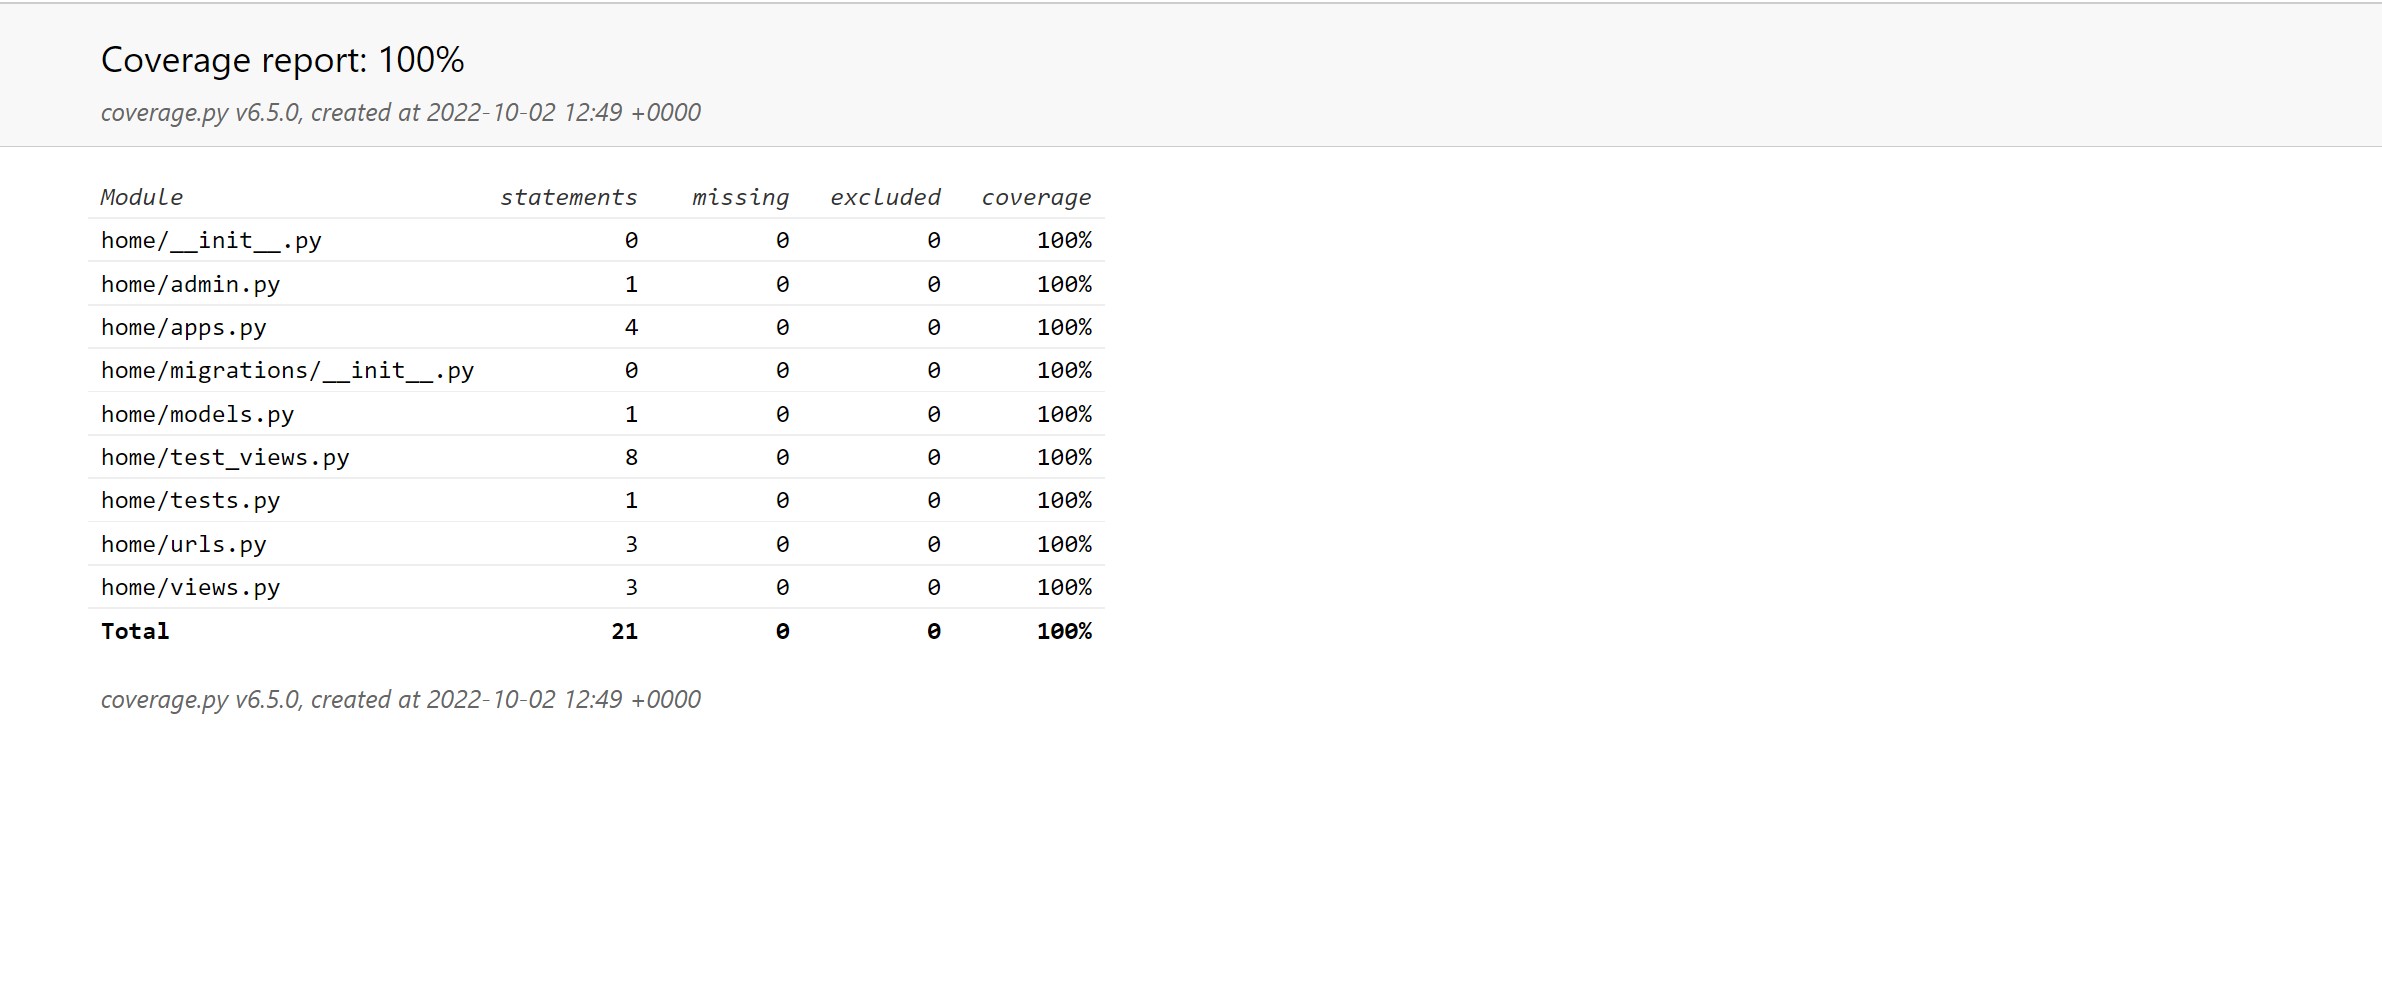 Coverage report: 100%
coverage.py v6.5.0, created at 2022-10-02 12:49 +0000
Module statements missing excluded coverage
home/__init__.py 0 0 0 100%
home/admin.py 1 0 0 100%
home/apps.py 4 0 0 100%
home/migrations/__init__.py 0 0 0 100%
home/models.py 1 0 0 100%
home/test_views.py 8 0 0 100%
home/tests.py 1 0 0 100%
home/urls.py 3 0 0 100%
home/views.py 3 0 0 100%
Total 21 0 0 100%
coverage.py v6.5.0, created at 2022-10-02 12:49 +0000